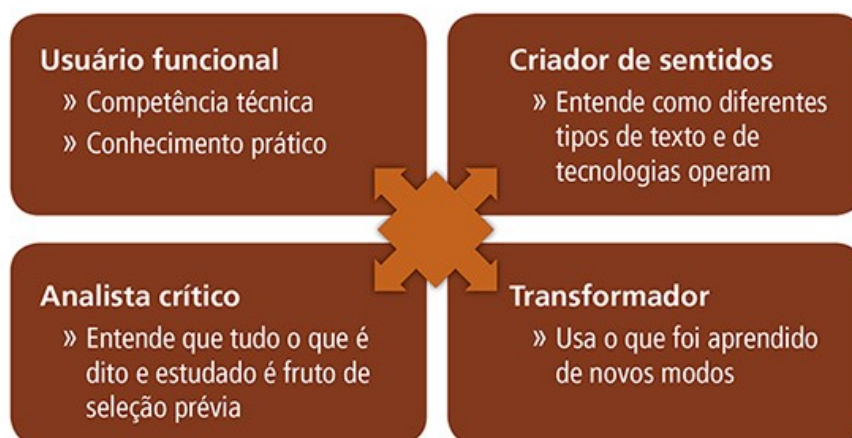 Usuário funcional
» Competência técnica
» Conhecimento prático
Criador de sentidos
» Entende como diferentes
tipos de texto e de
tecnologias operam
Analista crítico
» Entende que tudo o que é
dito e estudado é fruto de
seleção prévia
Transformador
» Usa o que foi aprendido
de novos modos